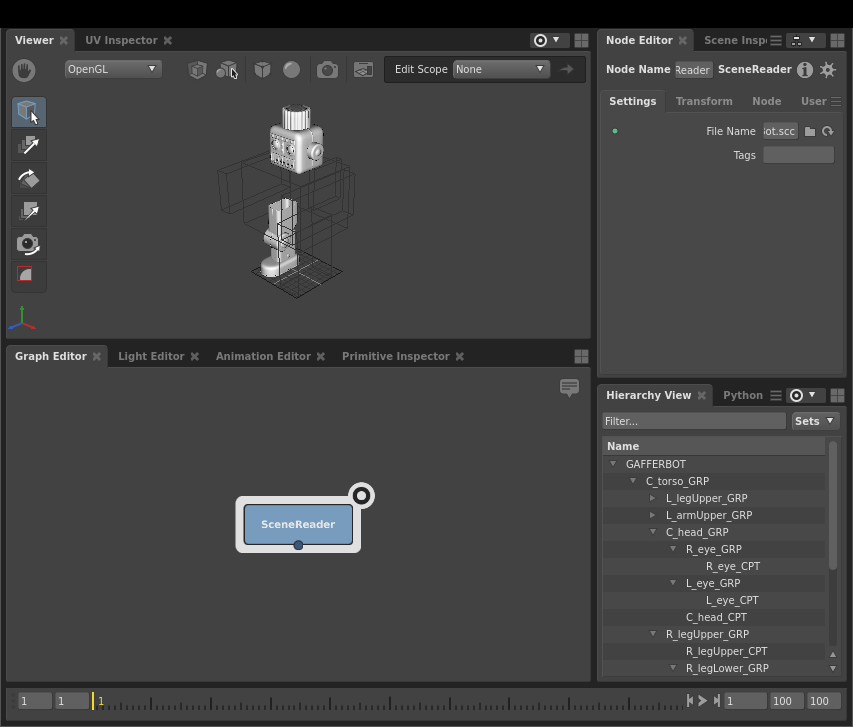 Viewer
UV Inspector
OpenGL
Edit Scope
None
Node Editor
Scene Insp
Node Name
Reader
SceneReader
Settings
Transform
Node
User
File Name
ot.scc
Tags
Graph Editor
Light Editor
Animation Editor
Primitive Inspector
SceneReader
Hierarchy View
Python
Filter...
Sets
Name
GAFFERBOT
C_torso_GRP
L_legUpper_GRP
L_armUpper_GRP
C_head_GRP
R_eye_GRP
R_eye_CPT
L_eye_GRP
L_eye_CPT
C_head_CPT
R_legUpper_GRP
R_legUpper_CPT
R_legLower_GRP
1
1
1
1
100
100